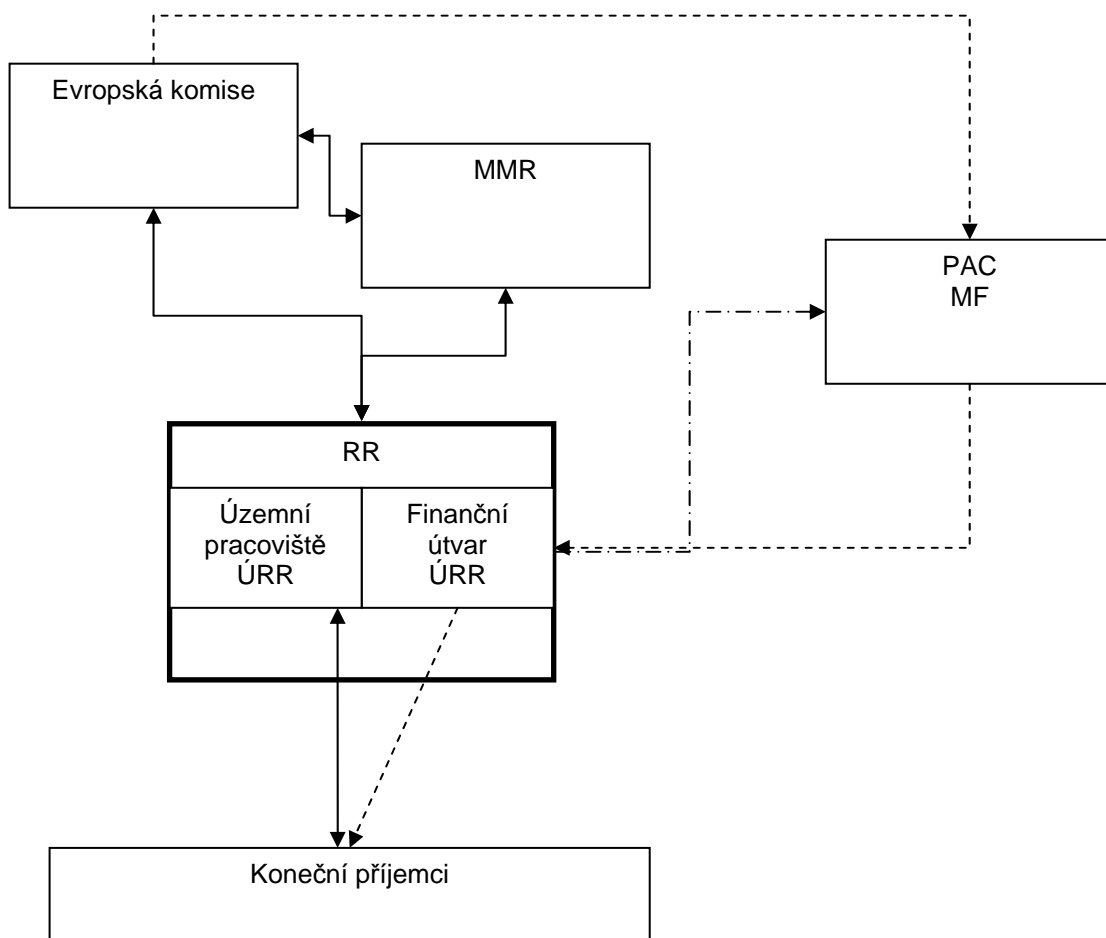 Evropská komise
MMR
PAC
MF
RR
Územní
pracoviště
ÚRR
Finanční
útvar
ÚRR
Koneční příjemci